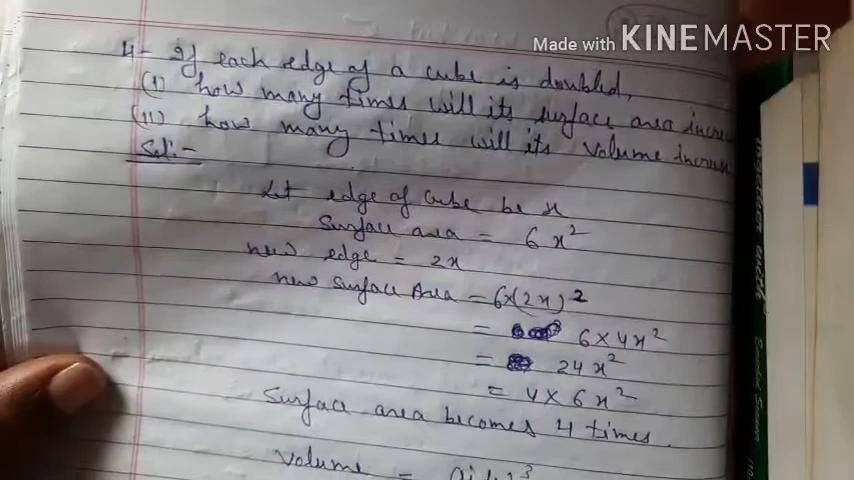 Made with KINEMASTER
4- If each edge of a cube is doubled,
(i) how many times will its surface area incre
(ii) how many times will its volume increas
Sol:-
Let edge of cube be x
Surface area = 6x²
new edge = 2x
new surface Area = 6×(2x)²
= 6×4x²
= 24x²
= 4×6x²
Surface area becomes 4 times.
Volume =